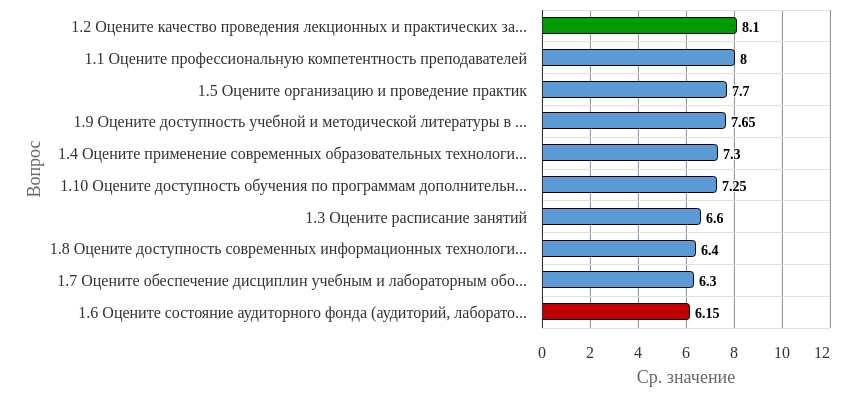 1.2 Оцените качество проведения лекционных и практических за...
8.1
1.1 Оцените профессиональную компетентность преподавателей
8
1.5 Оцените организацию и проведение практик
7.7
1.9 Оцените доступность учебной и методической литературы в ...
7.65
1.4 Оцените применение современных образовательных технологи...
7.3
1.10 Оцените доступность обучения по программам дополнительн...
7.25
1.3 Оцените расписание занятий
6.6
1.8 Оцените доступность современных информационных технологи...
6.4
1.7 Оцените обеспечение дисциплин учебным и лабораторным обо...
6.3
1.6 Оцените состояние аудиторного фонда (аудиторий, лаборато...
6.15
Вопрос
0 2 4 6 8 10 12
Ср. значение